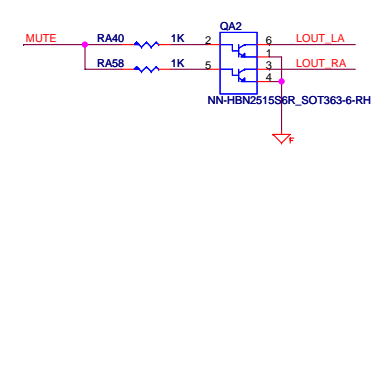 QA2
MUTE RA40 1K 2 6 LOUT_LA
1
RA58 1K 5 3 LOUT_RA
4
NN-HBN2515S6R_SOT363-6-RH
F